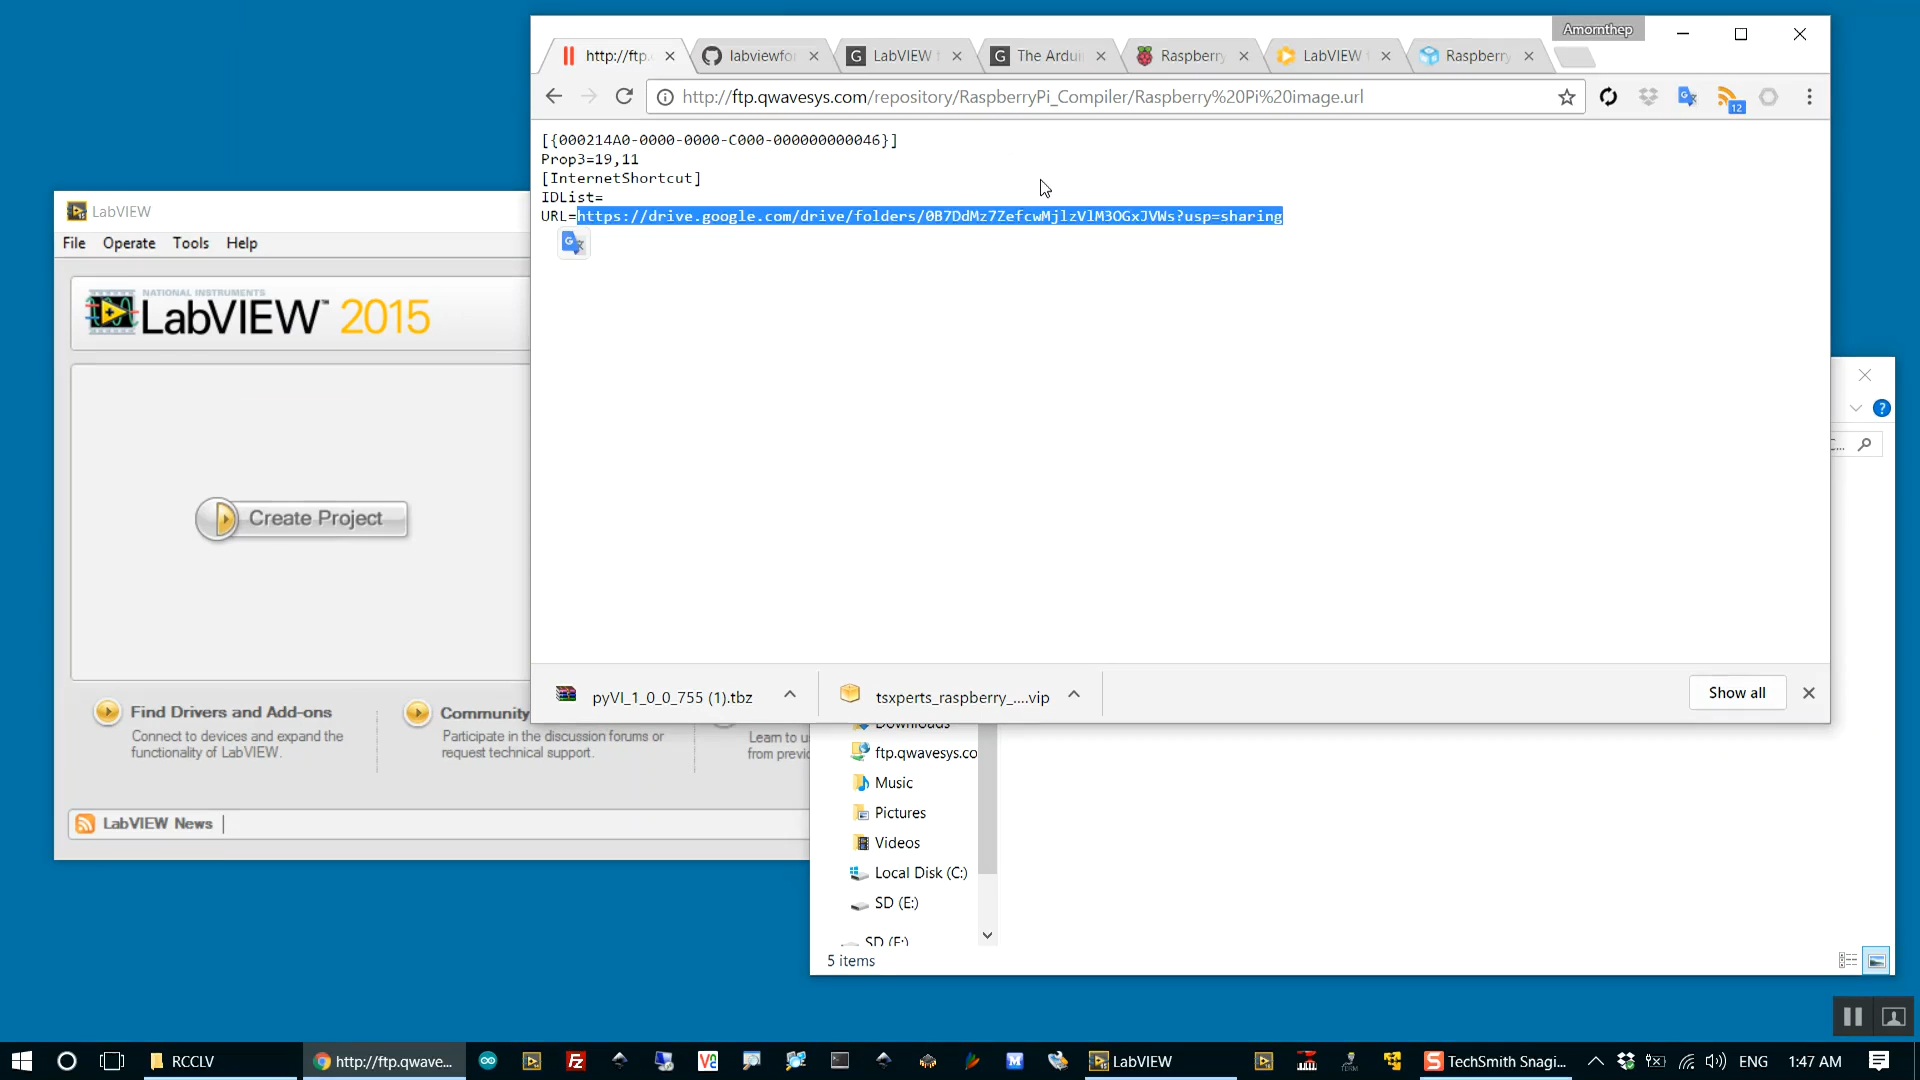 Amornthep
http://ftp.
labviewfor
LabVIEW
The Ardui
Raspberry
LabVIEW
Raspberry
http://ftp.qwavesys.com/repository/RaspberryPi_Compiler/Raspberry%20Pi%20image.url
12
[{000214A0-0000-0000-C000-000000000046}]
Prop3=19,11
[InternetShortcut]
IDList=
URL=https://drive.google.com/drive/folders/0B7DdMz7ZefcwMjlzVlM3OGxJVWs?usp=sharing
LabVIEW
File Operate Tools Help
NATIONAL INSTRUMENTS
LabVIEW™ 2015
Create Project
Find Drivers and Add-ons
Connect to devices and expand the
functionality of LabVIEW.
Community
Participate in the discussion forums or
request technical support.
Learn to u
from previ
LabVIEW News
pyVI_1_0_0_755 (1).tbz
tsxperts_raspberry_....vip
Show all
Downloads
ftp.qwavesys.co
Music
Pictures
Videos
Local Disk (C:)
SD (E:)
SD (E:)
5 items
RCCLV
http://ftp.qwave...
LabVIEW
TechSmith Snagi...
ENG
1:47 AM